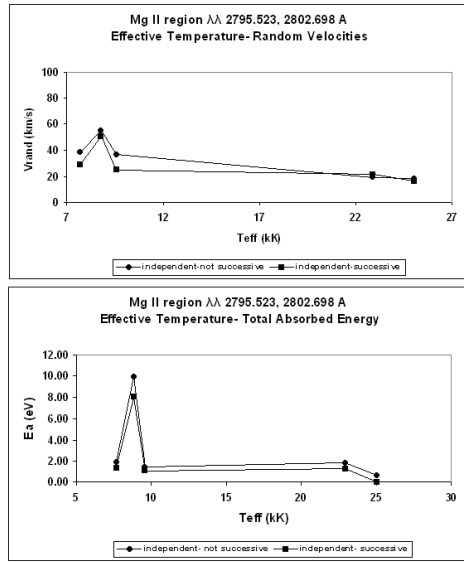 Mg II region λλ 2795.523, 2802.698 A
Effective Temperature- Random Velocities
Vrand (km/s)
100
80
60
40
20
0
7 12 17 22 27
Teff (kK)
independent-not successive independent-successive
Mg II region λλ 2795.523, 2802.698 A
Effective Temperature- Total Absorbed Energy
Ea (eV)
12.00
10.00
8.00
6.00
4.00
2.00
0.00
5 10 15 20 25 30
Teff (kK)
independent- not successive independent- successive